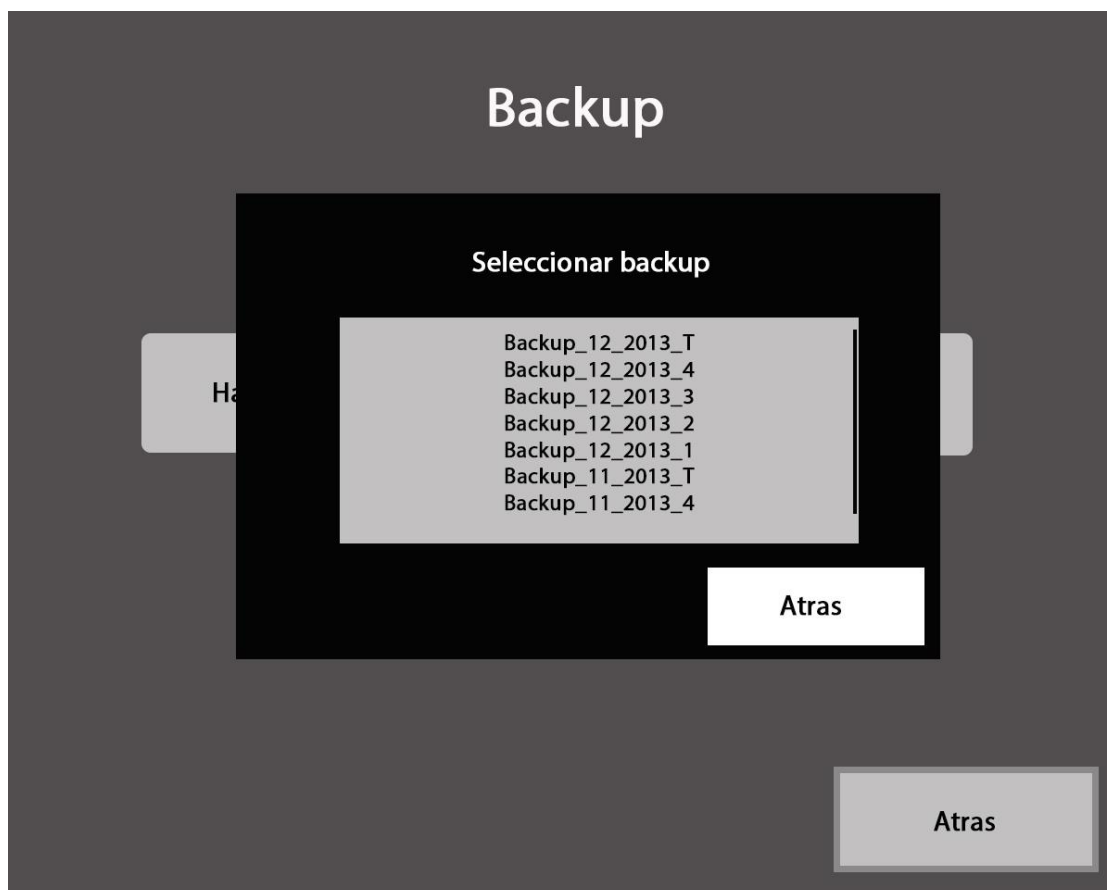 Backup
Seleccionar backup
Backup_12_2013_T
Backup_12_2013_4
Backup_12_2013_3
Backup_12_2013_2
Backup_12_2013_1
Backup_11_2013_T
Backup_11_2013_4
Atras
Atras